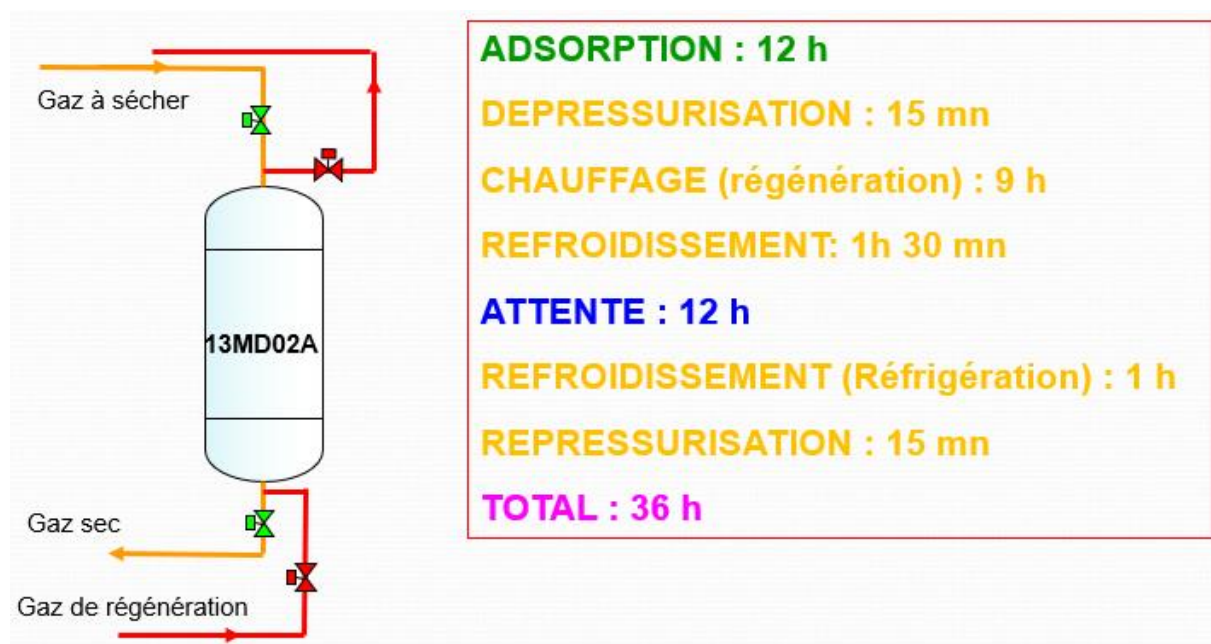 Gaz à sécher
13MD02A
Gaz sec
Gaz de régénération
ADSORPTION : 12 h
DEPRESSURISATION : 15 mn
CHAUFFAGE (régénération) : 9 h
REFROIDISSEMENT: 1h 30 mn
ATTENTE : 12 h
REFROIDISSEMENT (Réfrigération) : 1 h
REPRESSURISATION : 15 mn
TOTAL : 36 h